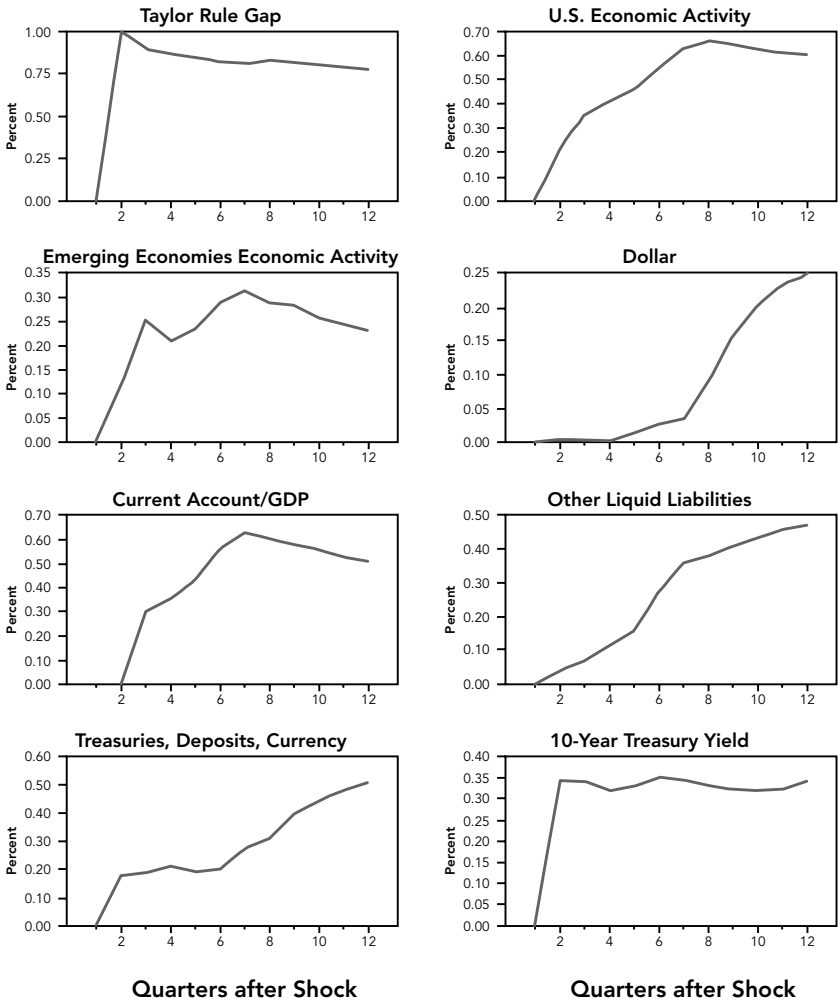 Taylor Rule Gap
Percent
1.00
0.75
0.50
0.25
0.00
2 4 6 8 10 12
U.S. Economic Activity
Percent
0.70
0.60
0.50
0.40
0.30
0.20
0.10
0.00
2 4 6 8 10 12
Emerging Economies Economic Activity
Percent
0.35
0.30
0.25
0.20
0.15
0.10
0.05
0.00
2 4 6 8 10 12
Dollar
Percent
0.25
0.20
0.15
0.10
0.05
0.00
2 4 6 8 10 12
Current Account/GDP
Percent
0.70
0.60
0.50
0.40
0.30
0.20
0.10
0.00
2 4 6 8 10 12
Other Liquid Liabilities
Percent
0.50
0.40
0.30
0.20
0.10
0.00
2 4 6 8 10 12
Treasuries, Deposits, Currency
Percent
0.60
0.50
0.40
0.30
0.20
0.10
0.00
2 4 6 8 10 12
10-Year Treasury Yield
Percent
0.40
0.35
0.30
0.25
0.20
0.15
0.10
0.05
0.00
2 4 6 8 10 12
Quarters after Shock
Quarters after Shock